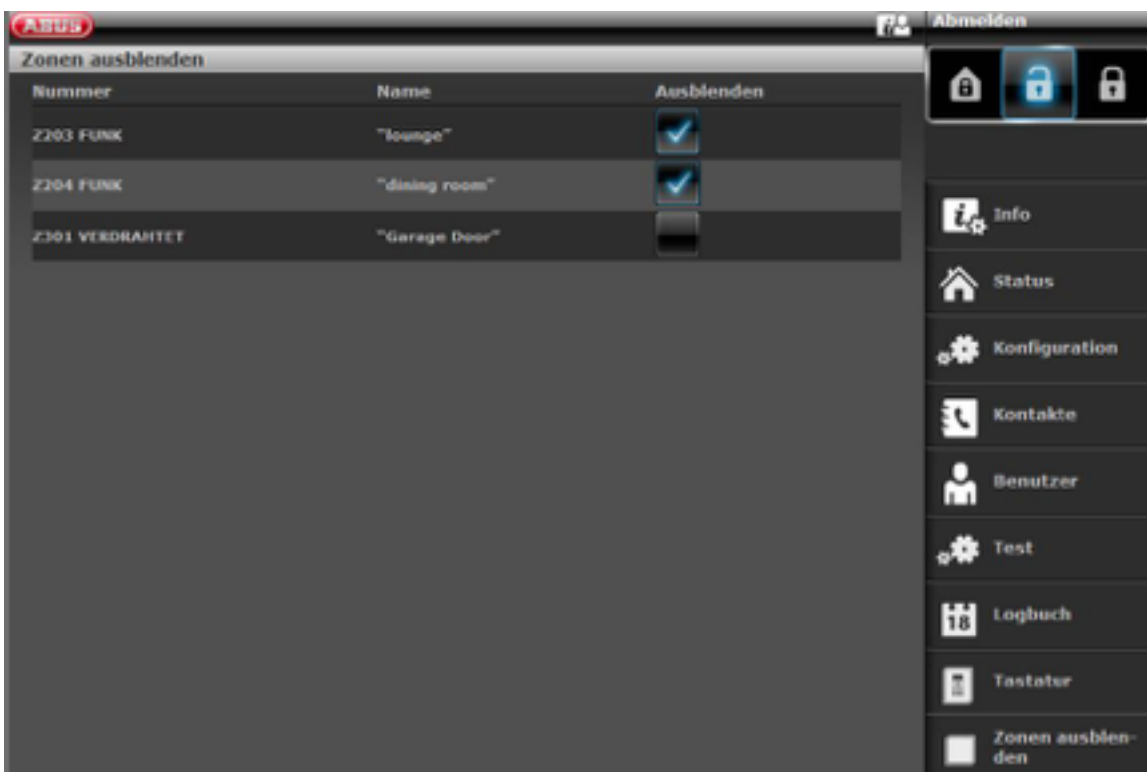 ABUS
Abmelden
Zonen ausblenden
Nummer Name Ausblenden
Z203 FUNK "lounge"
Z204 FUNK "dining room"
Z301 VERDRAHTET "Garage Door"
Info
Status
Konfiguration
Kontakte
Benutzer
Test
18 Logbuch
Tastatur
Zonen ausblen-
den